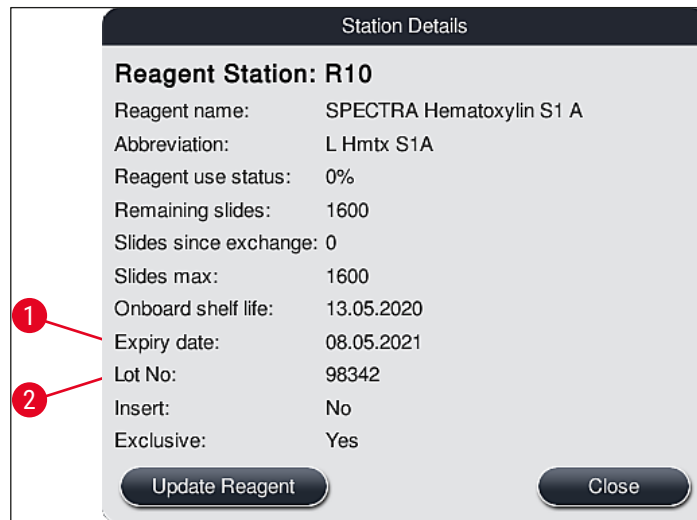 Station Details
Reagent Station: R10
Reagent name: SPECTRA Hematoxylin S1 A
Abbreviation: L Hmtx S1A
Reagent use status: 0%
Remaining slides: 1600
Slides since exchange: 0
Slides max: 1600
Onboard shelf life: 13.05.2020
1 Expiry date: 08.05.2021
2 Lot No: 98342
Insert: No
Exclusive: Yes
Update Reagent Close